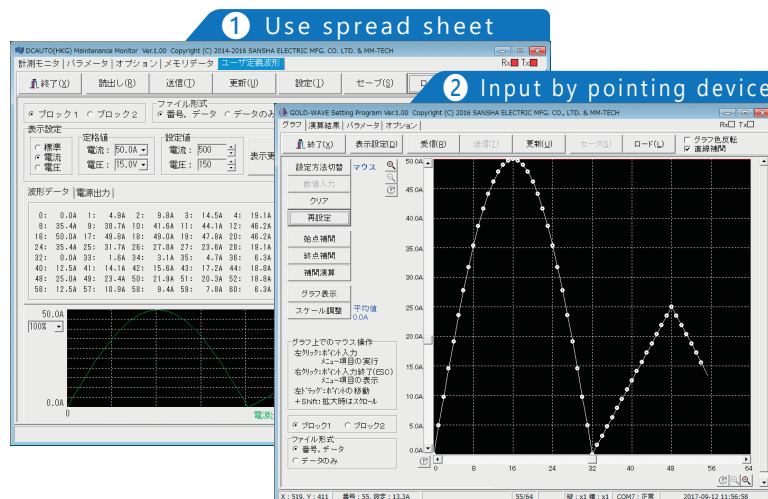 1 Use spread sheet
DCAUTO(HKG) Maintenance Monitor Ver.1.00 Copyright (C) 2014-2016 SANSHA ELECTRIC MFG. CO. LTD. & MM-TECH
計測モニタ | パラメータ | オプション | メモリデータ ユーザ定義波形
Rx Tx
終了(X) 読出し(R) 送信(T) 更新(U) 設定(I) セーブ(S)
ブロック1 ブロック2
ファイル形式
番号, データ データのみ
表示設定
標準
電流
電圧
定格値
電流: 50.0A
電圧: 15.0V
設定値
電流: 500
電圧: 150
波形データ | 電源出力
0: 0.0A 1: 4.9A 2: 9.8A 3: 14.5A 4: 19.1A
8: 35.4A 9: 38.7A 10: 41.6A 11: 44.1A 12: 46.2A
16: 50.0A 17: 49.8A 18: 49.0A 19: 47.8A 20: 46.2A
24: 35.4A 25: 31.7A 26: 27.8A 27: 23.6A 28: 19.1A
32: 0.0A 33: 1.6A 34: 3.1A 35: 4.7A 36: 6.3A
40: 12.5A 41: 14.1A 42: 15.6A 43: 17.2A 44: 18.8A
48: 25.0A 49: 23.4A 50: 21.9A 51: 20.3A 52: 18.8A
56: 12.5A 57: 10.9A 58: 9.4A 59: 7.8A 60: 6.3A
50.0A
100%
0.0A
0
2 Input by pointing device
GOLD-WAVE Setting Program Ver.1.00 Copyright (C) 2016 SANSHA ELECTRIC MFG. CO., LTD. & MM-TECH
グラフ | 演算結果 | パラメータ | オプション
Rx Tx
終了(X) 表示設定(D) 受信(R) 送信(T) 更新(U) セーブ(S) ロード(L)
グラフ色反転
直線補間
設定方法切替 マウス
数値入力
クリア
再設定
始点補間
終点補間
補間演算
グラフ表示
スケール調整
平均値
0.0A
グラフ上でのマウス操作
左クリック:ポイント入力
メニュー項目の実行
右クリック:ポイント入力終了(ESC)
メニュー項目の表示
左ドラッグ:ポイントの移動
+Shift:拡大時はスクロール
ブロック1 ブロック2
ファイル形式
番号, データ
データのみ
50.0A
45.0A
40.0A
35.0A
30.0A
25.0A
20.0A
15.0A
10.0A
5.0A
0.0A
0 8 16 24 32 40 48 56 64
X : 519, Y : 411 番号 : 55, 設定 : 13.3A 55/64 縦 : x1 横 : x1 COM7 : 正常 2017-09-12 11:56:58